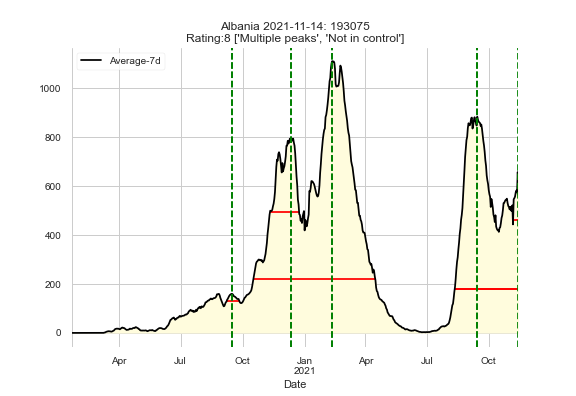 Albania 2021-11-14: 193075
Rating:8 ['Multiple peaks', 'Not in control']
Average-7d
1000
800
600
400
200
0
Apr Jul Oct Jan Apr Jul Oct
2021
Date